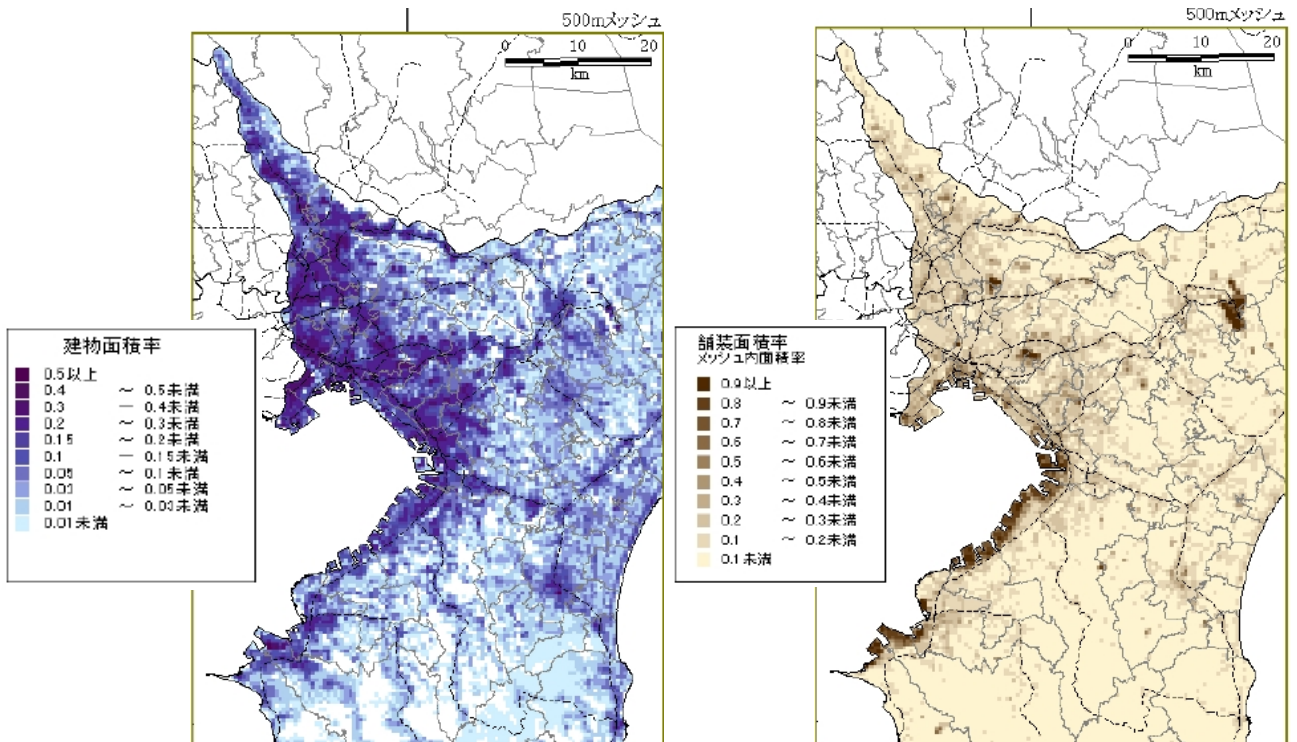 500mメッシュ
0 10 20
km
建物面積率
0.5以上
0.4 ～ 0.5未満
0.3 － 0.4未満
0.2 ～ 0.3未満
0.15 ～ 0.2未満
0.1 － 0.15未満
0.05 ～ 0.1未満
0.03 ～ 0.05未満
0.01 ～ 0.03未満
0.01未満
500mメッシュ
0 10 20
km
舗装面積率
メッシュ内面積率
0.9以上
0.8 ～ 0.9未満
0.7 ～ 0.8未満
0.6 ～ 0.7未満
0.5 ～ 0.6未満
0.4 ～ 0.5未満
0.3 ～ 0.4未満
0.2 ～ 0.3未満
0.1 ～ 0.2未満
0.1未満